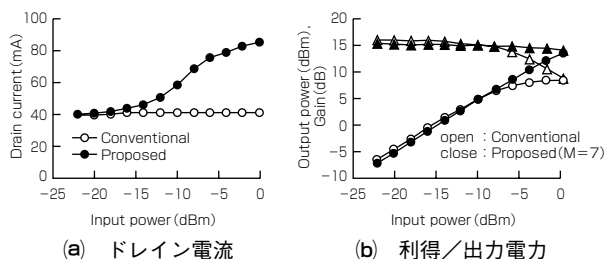 100
80
60
40
20
0
Drain current (mA)
Conventional
Proposed
−25 −20 −15 −10 −5 0
Input power (dBm)
(a) ドレイン電流
20
15
10
5
0
−5
−10
Output power (dBm),
Gain (dB)
open : Conventional
close : Proposed (M=7)
−25 −20 −15 −10 −5 0
Input power (dBm)
(b) 利得／出力電力